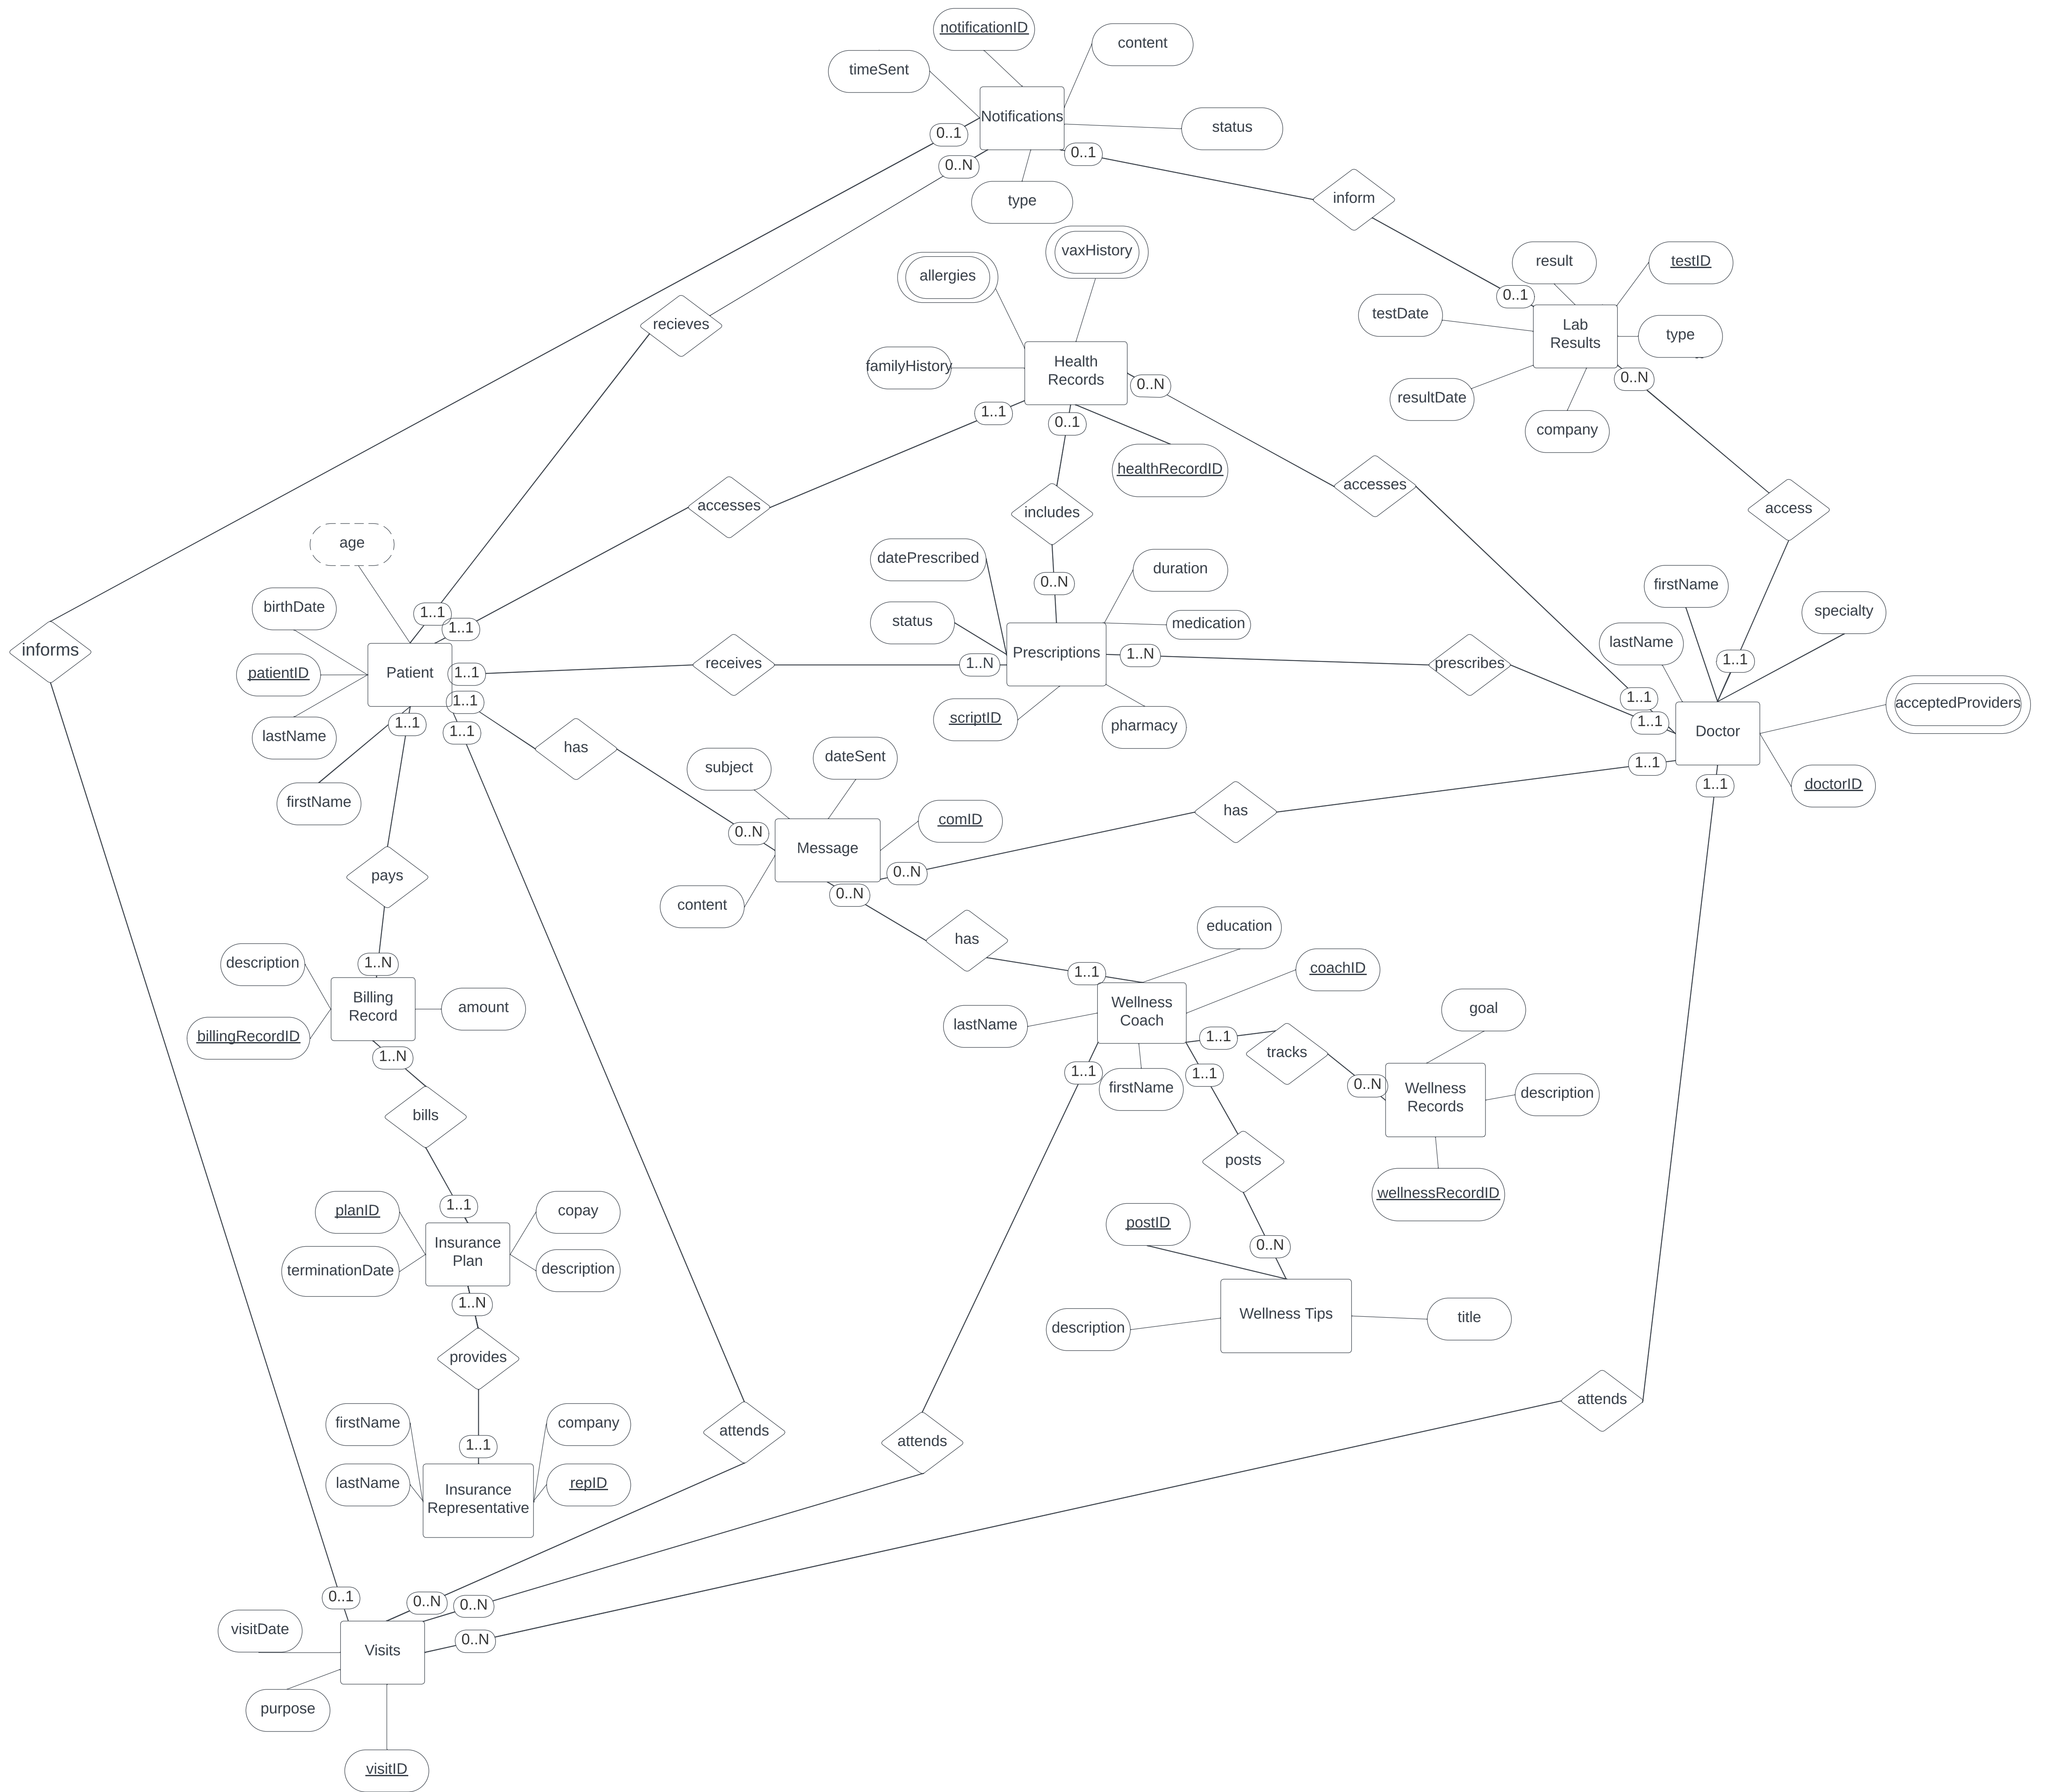 notificationID
content
timeSent
Notifications
status
0..1
0..N
0..1
type
inform
vaxHistory
allergies
result
testID
recieves
0..1
testDate
Lab
Results
type
Health
Records
familyHistory
0..N
0..N
resultDate
1..1
0..1
company
healthRecordID
accesses
accesses
includes
access
age
datePrescribed
duration
0..N
firstName
birthDate
1..1
1..1
status
medication
specialty
informs
lastName
Patient
patientID
1..1
receives
1..N
Prescriptions
1..N
prescribes
1..1
1..1
1..1
acceptedProviders
1..1
1..1
1..1
lastName
scriptID
pharmacy
Doctor
has
subject
dateSent
1..1
1..1
doctorID
firstName
0..N
comID
has
Message
pays
0..N
0..N
content
education
has
description
1..N
1..1
coachID
Billing
Record
amount
billingRecordID
Wellness
Coach
lastName
goal
1..N
1..1
tracks
1..1
1..1
0..N
firstName
Wellness
Records
description
bills
posts
wellnessRecordID
1..1
planID
copay
postID
Insurance
Plan
0..N
terminationDate
description
1..N
Wellness Tips
title
description
provides
attends
firstName
company
attends
attends
1..1
lastName
Insurance
Representative
repID
0..1
0..N
0..N
visitDate
0..N
Visits
purpose
visitID